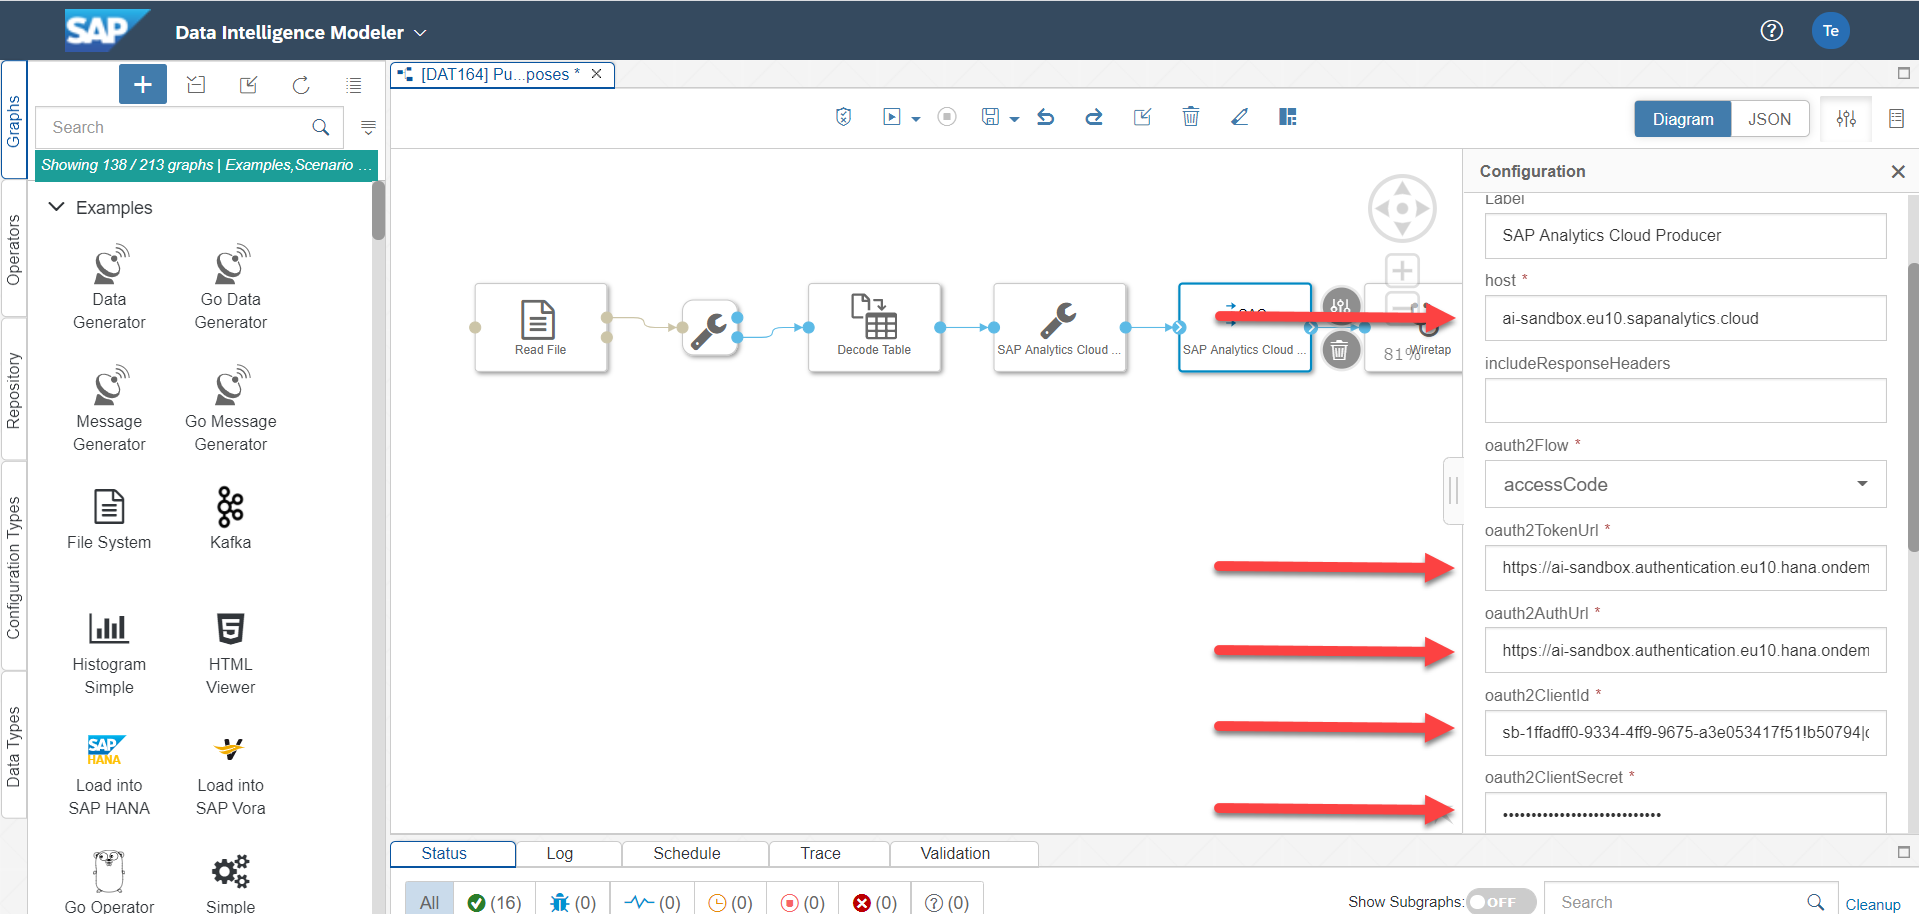 SAP
Data Intelligence Modeler
Te
Graphs
Operators
Repository
Configuration Types
Data Types
Search
Showing 138 / 213 graphs | Examples,Scenario ...
Examples
Data
Generator
Go Data
Generator
Message
Generator
Go Message
Generator
File System
Kafka
Histogram
Simple
HTML
Viewer
SAP
HANA
Load into
SAP HANA
Load into
SAP Vora
Go Operator
Simple
[DAT164] Pu...poses *
Diagram
JSON
Read File
Decode Table
SAP Analytics Cloud ...
SAP Analytics Cloud ...
81%
Wiretap
Configuration
Label
SAP Analytics Cloud Producer
host *
ai-sandbox.eu10.sapanalytics.cloud
includeResponseHeaders
oauth2Flow *
accessCode
oauth2TokenUrl *
https://ai-sandbox.authentication.eu10.hana.ondem
oauth2AuthUrl *
https://ai-sandbox.authentication.eu10.hana.ondem
oauth2ClientId *
sb-1ffadff0-9334-4ff9-9675-a3e053417f51!b50794|
oauth2ClientSecret *
Status
Log
Schedule
Trace
Validation
All
(16)
(0)
(0)
(0)
(0)
(0)
(0)
Show Subgraphs:
OFF
Search
Cleanup